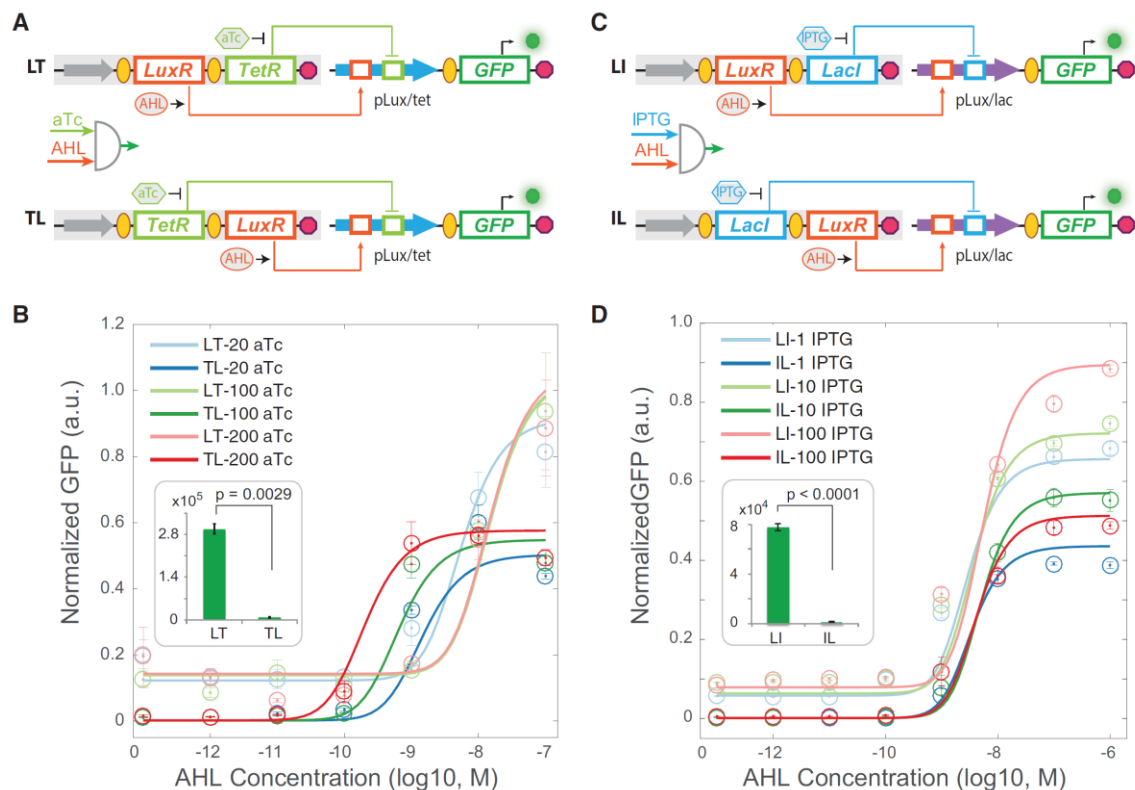 A
aTc
LT
LuxR
TetR
GFP
AHL
pLux/tet
aTc
AHL
aTc
TL
TetR
LuxR
GFP
AHL
pLux/tet
C
IPTG
LI
LuxR
LacI
GFP
AHL
pLux/lac
IPTG
AHL
IPTG
IL
LacI
LuxR
GFP
AHL
pLux/lac
B
Normalized GFP (a.u.)
1.2
1.0
0.8
0.6
0.4
0.2
0
LT-20 aTc
TL-20 aTc
LT-100 aTc
TL-100 aTc
LT-200 aTc
TL-200 aTc
x10⁵
p = 0.0029
2.8
1.4
0
LT
TL
0 -12 -11 -10 -9 -8 -7
AHL Concentration (log10, M)
D
NormalizedGFP (a.u.)
1.0
0.8
0.6
0.4
0.2
0
LI-1 IPTG
IL-1 IPTG
LI-10 IPTG
IL-10 IPTG
LI-100 IPTG
IL-100 IPTG
x10⁴
p < 0.0001
8
4
0
LI
IL
0 -12 -10 -8 -6
AHL Concentration (log10, M)